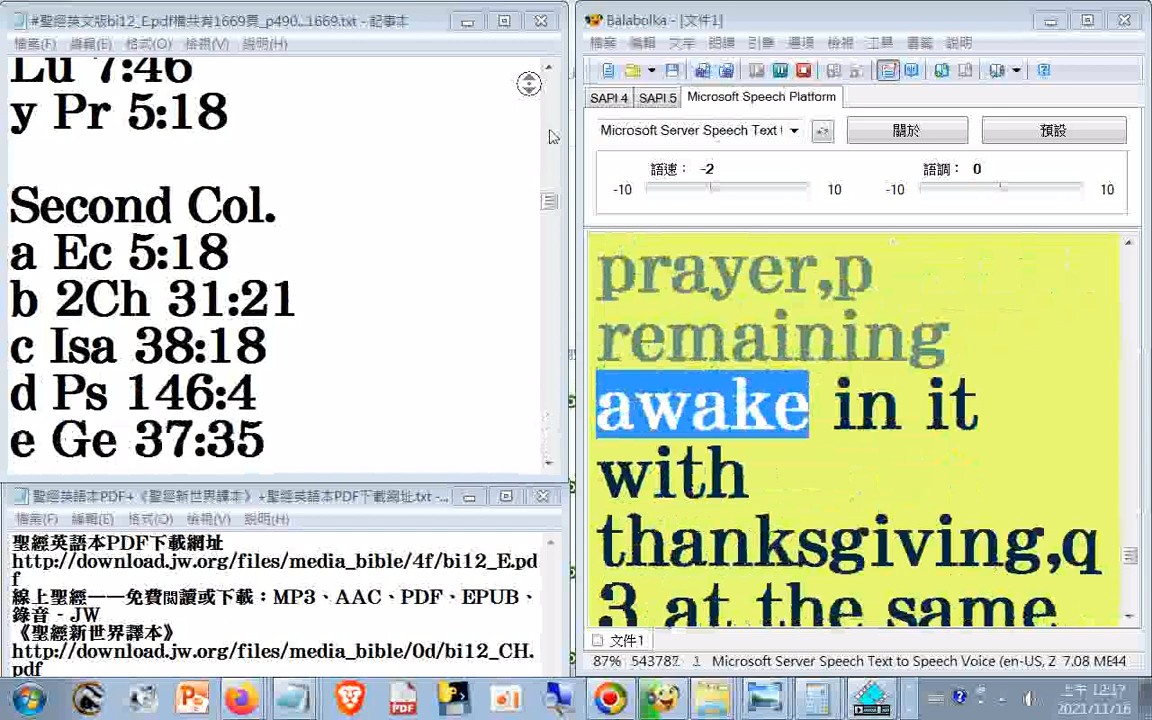 #聖經英文版bi12_E.pdf檔共有1669頁_p490...1669.txt - 記事本
檔案(F) 編輯(E) 格式(O) 檢視(V) 說明(H)
Lu 7:46
y Pr 5:18
Second Col.
a Ec 5:18
b 2Ch 31:21
c Isa 38:18
d Ps 146:4
e Ge 37:35
聖經英語本PDF+《聖經新世界譯本》+聖經英語本PDF下載網址.txt -...
檔案(F) 編輯(E) 格式(O) 檢視(V) 說明(H)
聖經英語本PDF下載網址
http://download.jw.org/files/media_bible/4f/bi12_E.pd
f
線上聖經——免費閱讀或下載：MP3、AAC、PDF、EPUB、
錄音 - JW
《聖經新世界譯本》
http://download.jw.org/files/media_bible/0d/bi12_CH.
pdf
Balabolka - [文件1]
檔案 編輯 文字 朗讀 引擎 選項 檢視 工具 書籤 說明
SAPI 4 SAPI 5 Microsoft Speech Platform
Microsoft Server Speech Text 關於 預設
語速： -2 語調： 0
-10 10 -10 10
prayer,p
remaining
awake in it
with
thanksgiving,q
3 at the same
文件1
87% 543787 1 Microsoft Server Speech Text to Speech Voice (en-US, Z 7.08 ME44
PDF
上午 12:17
2021/11/16